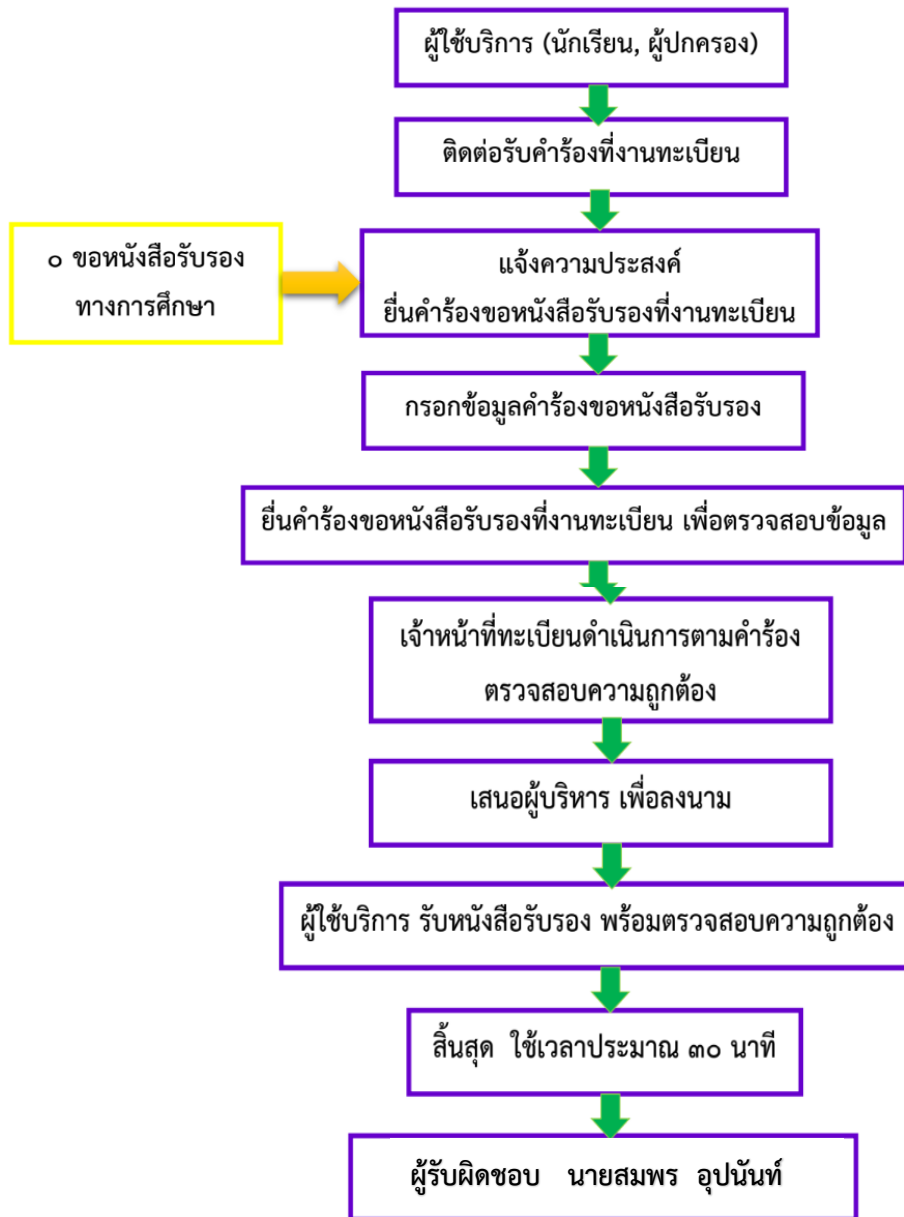 ผู้ใช้บริการ (นักเรียน, ผู้ปกครอง)
ติดต่อรับคำร้องที่งานทะเบียน
๐ ขอหนังสือรับรอง
ทางการศึกษา
แจ้งความประสงค์
ยื่นคำร้องขอหนังสือรับรองที่งานทะเบียน
กรอกข้อมูลคำร้องขอหนังสือรับรอง
ยื่นคำร้องขอหนังสือรับรองที่งานทะเบียน เพื่อตรวจสอบข้อมูล
เจ้าหน้าที่ทะเบียนดำเนินการตามคำร้อง
ตรวจสอบความถูกต้อง
เสนอผู้บริหาร เพื่อลงนาม
ผู้ใช้บริการ รับหนังสือรับรอง พร้อมตรวจสอบความถูกต้อง
สิ้นสุด ใช้เวลาประมาณ ๓๐ นาที
ผู้รับผิดชอบ นายสมพร อุปนันท์